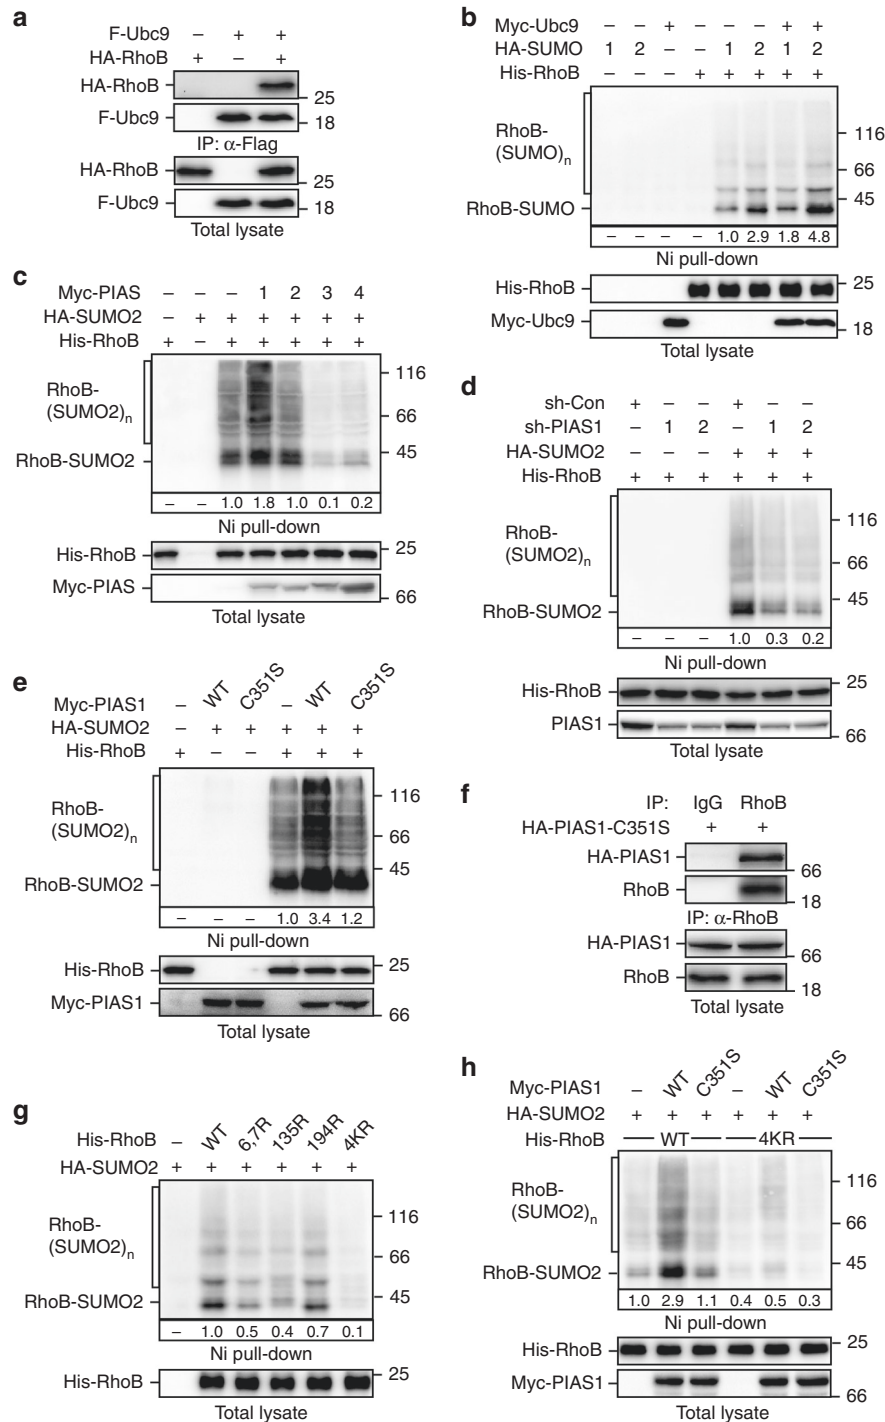 a
F-Ubc9 – + +
HA-RhoB + – +
HA-RhoB
25
F-Ubc9
18
IP: α-Flag
HA-RhoB
25
F-Ubc9
18
Total lysate
b
Myc-Ubc9 – – + – – – + +
HA-SUMO 1 2 – – 1 2 1 2
His-RhoB – – – + + + + +
RhoB-
(SUMO)n
116
66
45
RhoB-SUMO
– – – – 1.0 2.9 1.8 4.8
Ni pull-down
His-RhoB
25
Myc-Ubc9
18
Total lysate
c
Myc-PIAS – – – 1 2 3 4
HA-SUMO2 – + + + + + +
His-RhoB + – + + + + +
RhoB-
(SUMO2)n
116
66
45
RhoB-SUMO2
– – 1.0 1.8 1.0 0.1 0.2
Ni pull-down
His-RhoB
25
Myc-PIAS
66
Total lysate
d
sh-Con + – – + – –
sh-PIAS1 – 1 2 – 1 2
HA-SUMO2 – – – + + +
His-RhoB + + + + + +
RhoB-
(SUMO2)n
116
66
45
RhoB-SUMO2
– – – 1.0 0.3 0.2
Ni pull-down
His-RhoB
25
PIAS1
66
Total lysate
e
Myc-PIAS1 – WT C351S – WT C351S
HA-SUMO2 – + + + + +
His-RhoB + – – + + +
RhoB-
(SUMO2)n
116
66
45
RhoB-SUMO2
– – – 1.0 3.4 1.2
Ni pull-down
His-RhoB
25
Myc-PIAS1
66
Total lysate
f
IP: IgG RhoB
HA-PIAS1-C351S + +
HA-PIAS1
66
RhoB
18
IP: α-RhoB
HA-PIAS1
66
RhoB
18
Total lysate
g
His-RhoB – WT 6,7R 135R 194R 4KR
HA-SUMO2 + + + + + +
RhoB-
(SUMO2)n
116
66
45
RhoB-SUMO2
– 1.0 0.5 0.4 0.7 0.1
Ni pull-down
His-RhoB
25
Total lysate
h
Myc-PIAS1 – WT C351S – WT C351S
HA-SUMO2 + + + + + +
His-RhoB WT 4KR
RhoB-
(SUMO2)n
116
66
45
RhoB-SUMO2
1.0 2.9 1.1 0.4 0.5 0.3
Ni pull-down
His-RhoB
25
Myc-PIAS1
66
Total lysate